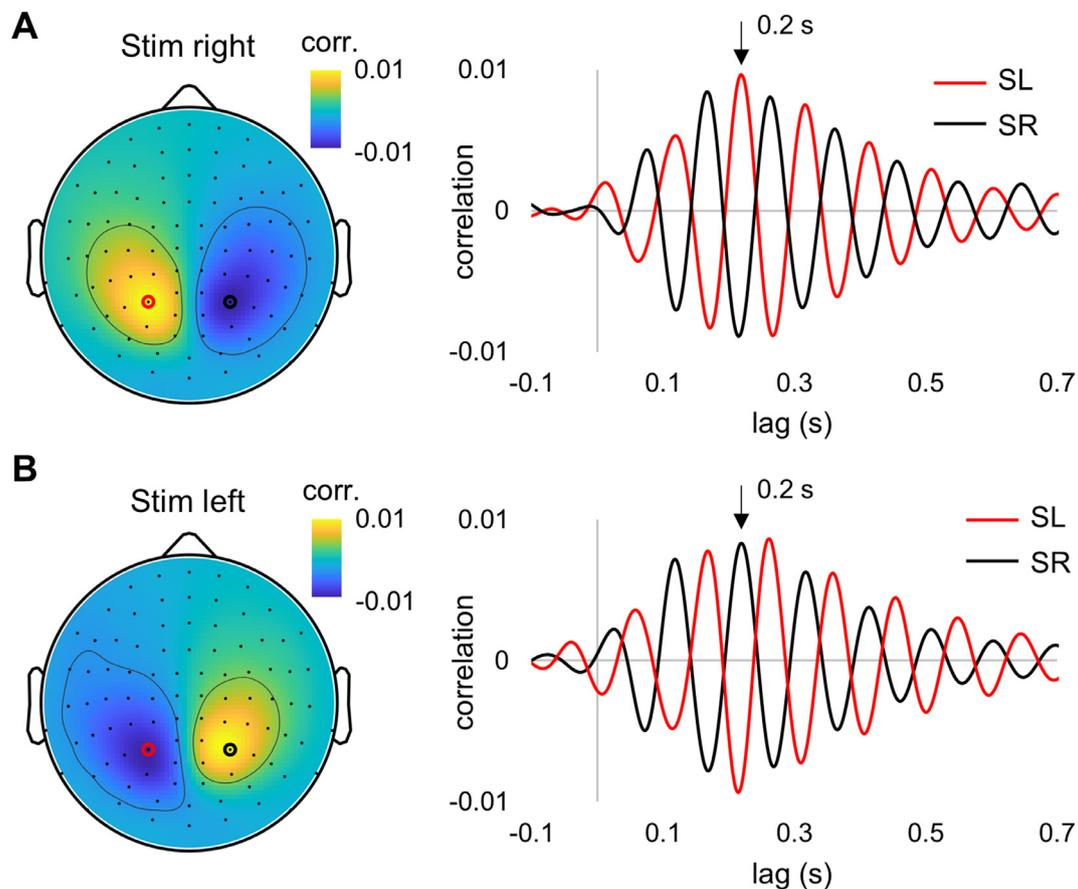 A
Stim right
corr.
0.01
-0.01
0.2 s
0.01
0
-0.01
correlation
SL
SR
-0.1
0.1
0.3
0.5
0.7
lag (s)
B
Stim left
corr.
0.01
-0.01
0.2 s
0.01
0
-0.01
correlation
SL
SR
-0.1
0.1
0.3
0.5
0.7
lag (s)